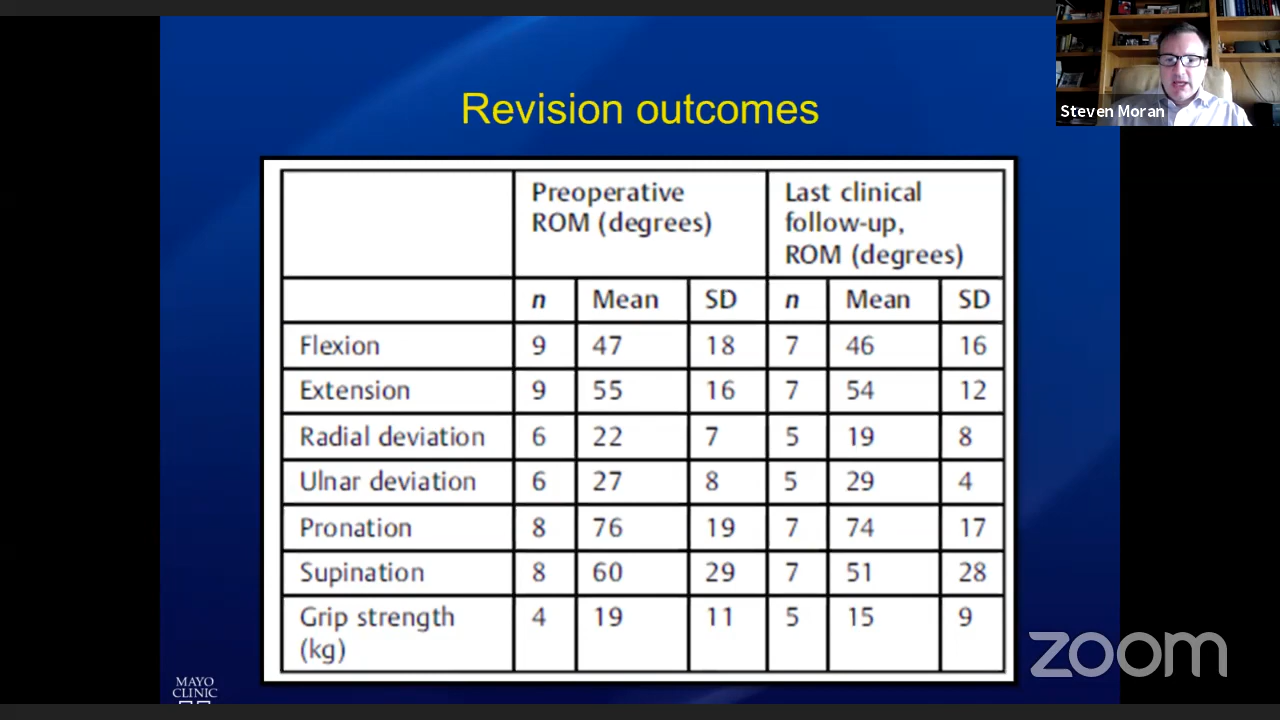 Revision outcomes
Steven Moran
Preoperative ROM (degrees) Last clinical follow-up, ROM (degrees)
n Mean SD n Mean SD
Flexion 9 47 18 7 46 16
Extension 9 55 16 7 54 12
Radial deviation 6 22 7 5 19 8
Ulnar deviation 6 27 8 5 29 4
Pronation 8 76 19 7 74 17
Supination 8 60 29 7 51 28
Grip strength (kg) 4 19 11 5 15 9
MAYO
CLINIC
zoom